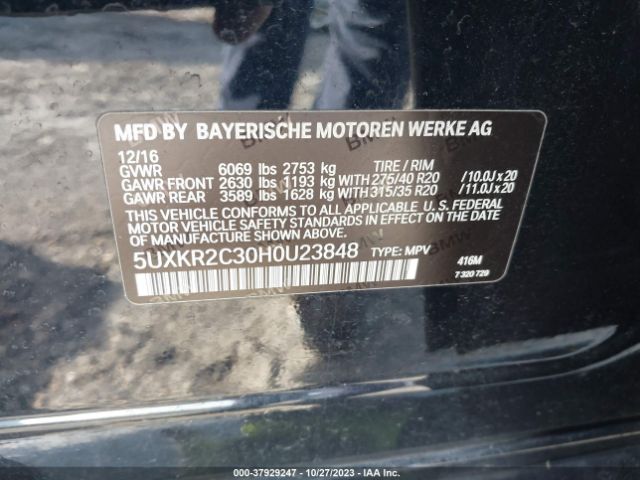 MFD BY BAYERISCHE MOTOREN WERKE AG
12/16
GVWR 6069 lbs 2753 kg TIRE / RIM
GAWR FRONT 2630 lbs 1193 kg WITH 275/40 R20 /10.0J x 20
GAWR REAR 3589 lbs 1628 kg WITH 315/35 R20 /11.0J x 20
THIS VEHICLE CONFORMS TO ALL APPLICABLE U. S. FEDERAL
MOTOR VEHICLE SAFETY STANDARDS IN EFFECT ON THE DATE
OF MANUFACTURE SHOWN ABOVE.
5UXKR2C30H0U23848 TYPE: MPV 416M
7 320 729
000-37929247 - 10/27/2023 - IAA Inc.